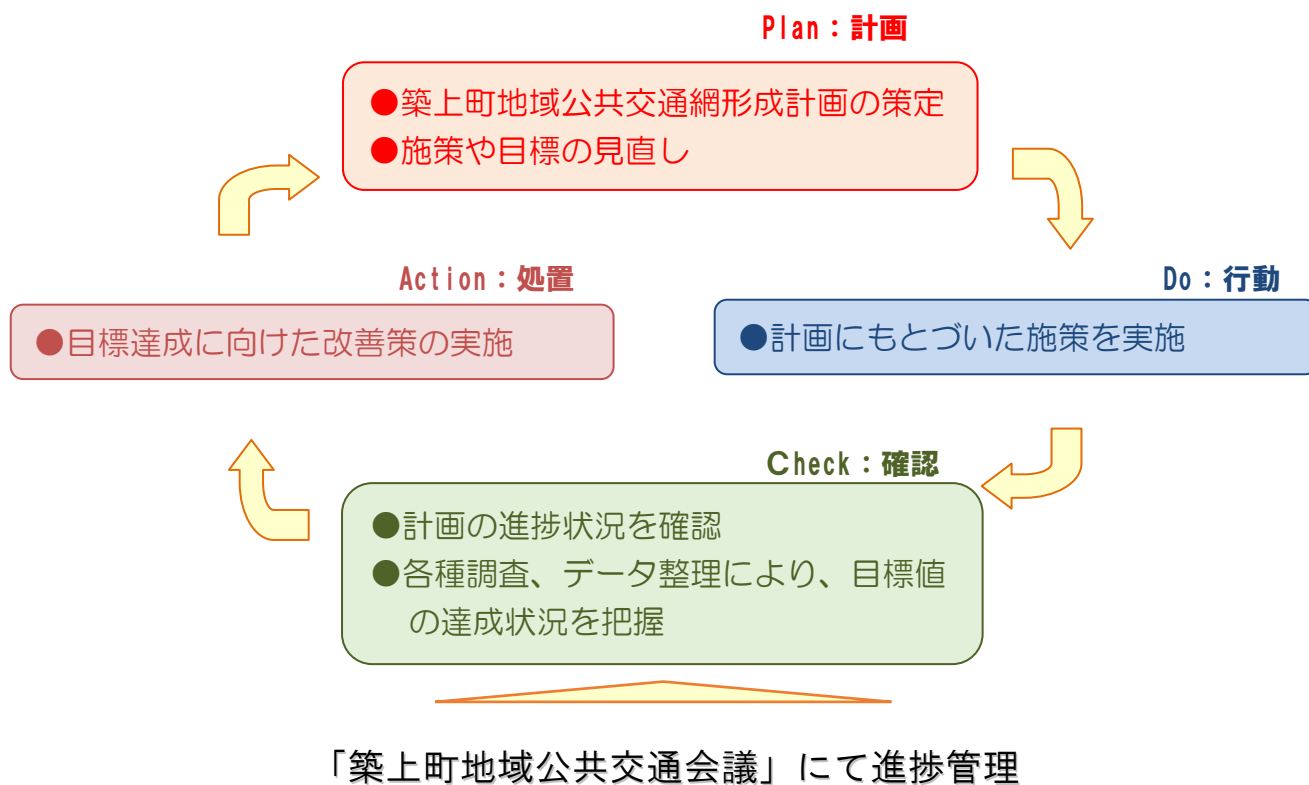 Plan：計画
●築上町地域公共交通網形成計画の策定
●施策や目標の見直し
Action：処置
●目標達成に向けた改善策の実施
Do：行動
●計画にもとづいた施策を実施
Check：確認
●計画の進捗状況を確認
●各種調査、データ整理により、目標値
の達成状況を把握
「築上町地域公共交通会議」にて進捗管理